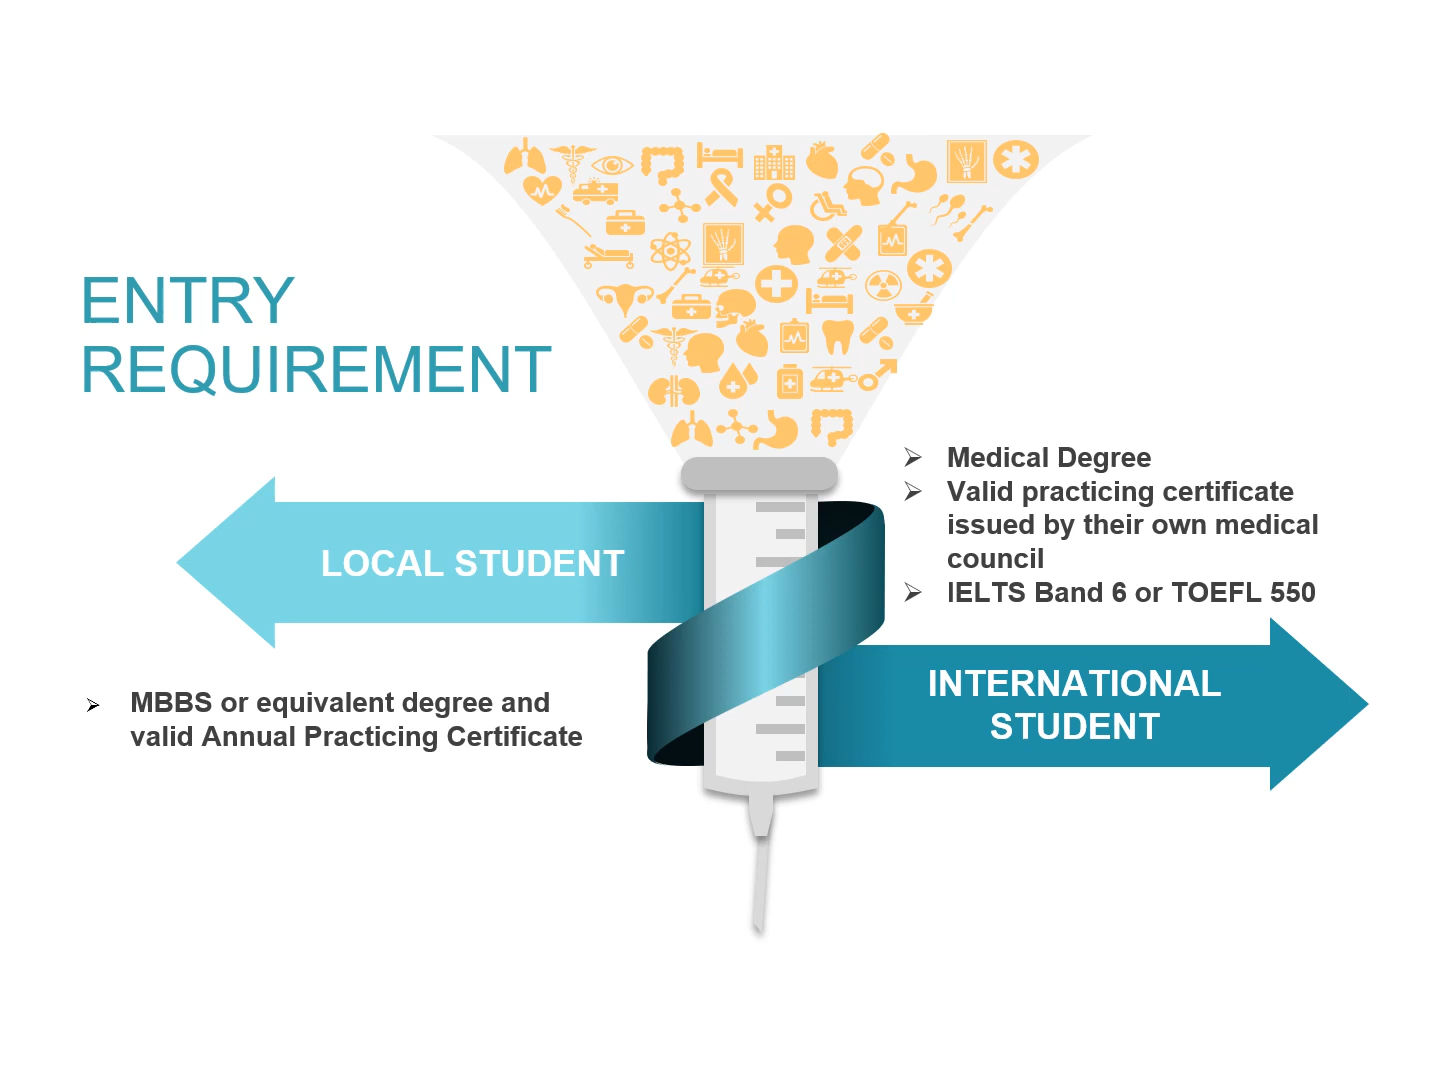 ENTRY
REQUIREMENT
LOCAL STUDENT
MBBS or equivalent degree and
valid Annual Practicing Certificate
Medical Degree
Valid practicing certificate
issued by their own medical
council
IELTS Band 6 or TOEFL 550
INTERNATIONAL
STUDENT